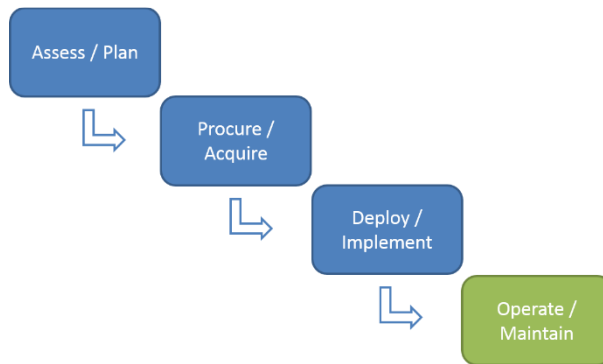 Assess / Plan
Procure /
Acquire
Deploy /
Implement
Operate /
Maintain